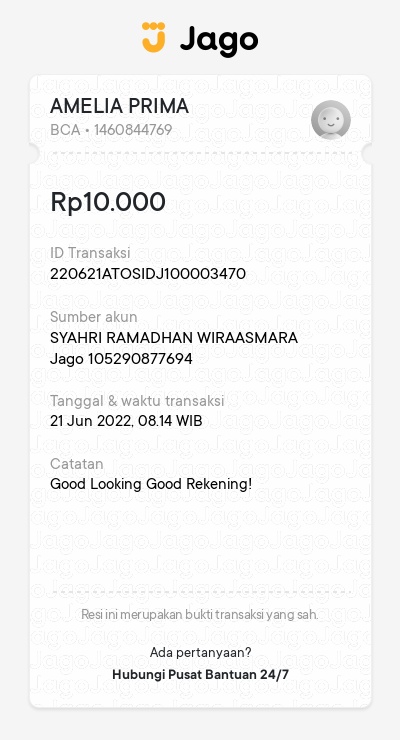 Jago
AMELIA PRIMA
BCA • 1460844769
Rp10.000
ID Transaksi
220621ATOSIDJ100003470
Sumber akun
SYAHRI RAMADHAN WIRAASMARA
Jago 105290877694
Tanggal & waktu transaksi
21 Jun 2022, 08.14 WIB
Catatan
Good Looking Good Rekening!
Resi ini merupakan bukti transaksi yang sah.
Ada pertanyaan?
Hubungi Pusat Bantuan 24/7